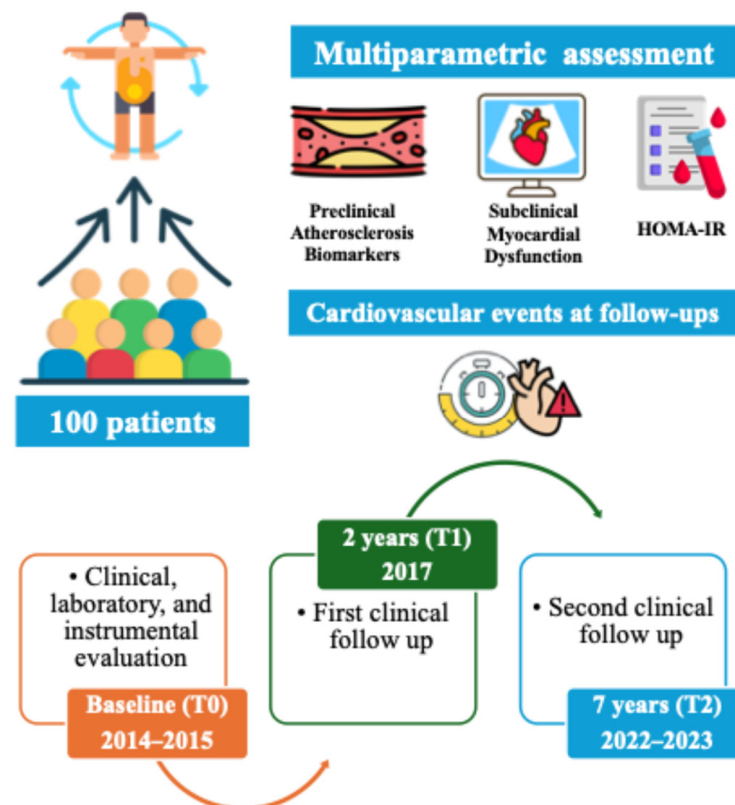 Multiparametric assessment
Preclinical
Atherosclerosis
Biomarkers
Subclinical
Myocardial
Dysfunction
HOMA-IR
Cardiovascular events at follow-ups
100 patients
• Clinical,
laboratory, and
instrumental
evaluation
Baseline (T0)
2014–2015
2 years (T1)
2017
• First clinical
follow up
• Second clinical
follow up
7 years (T2)
2022–2023